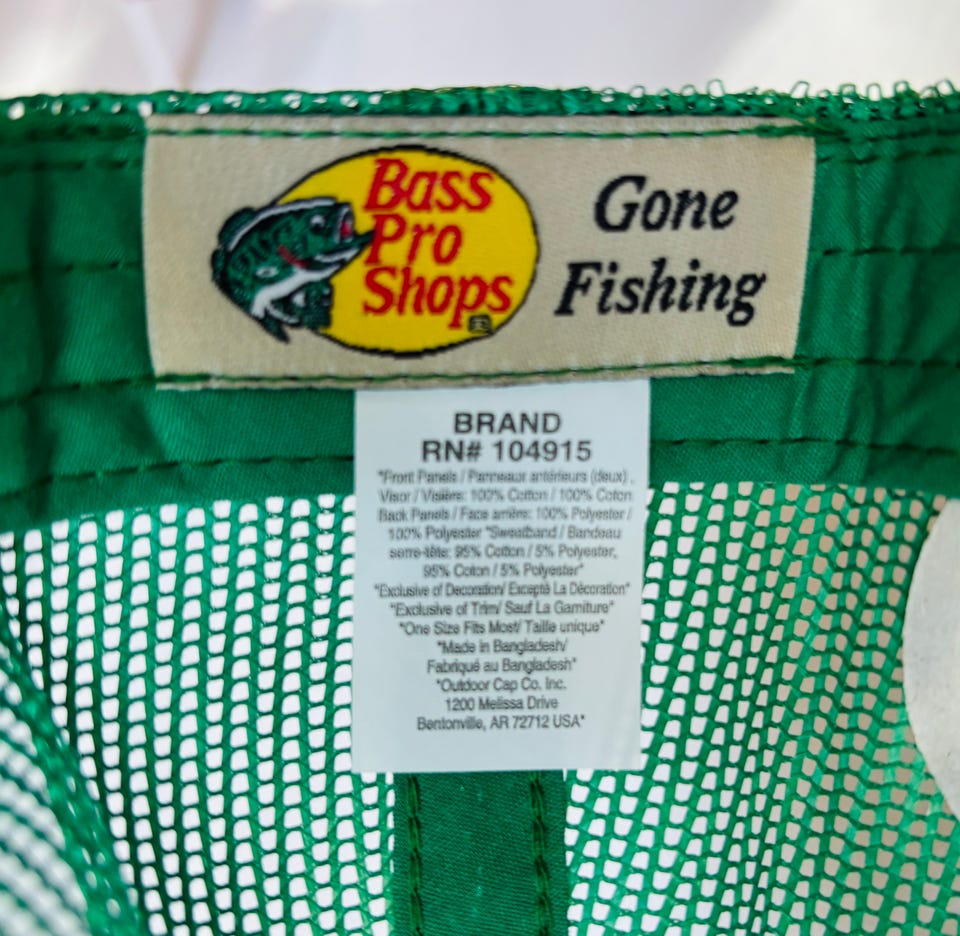 Bass
Pro
Shops
Gone
Fishing
BRAND
RN# 104915
*Front Panels / Panneaux antérieurs (deux) ,
Visor / Visière: 100% Cotton / 100% Coton
Back Panels / Face arrière: 100% Polyester /
100% Polyester *Sweatband / Bandeau
serre-tête: 95% Cotton / 5% Polyester,
95% Coton / 5% Polyester*
*Exclusive of Decoration/ Excepté La Décoration*
*Exclusive of Trim/ Sauf La Garniture*
*One Size Fits Most/ Taille unique*
*Made in Bangladesh/
Fabriqué au Bangladesh*
*Outdoor Cap Co. Inc.
1200 Melissa Drive
Bentonville, AR 72712 USA*